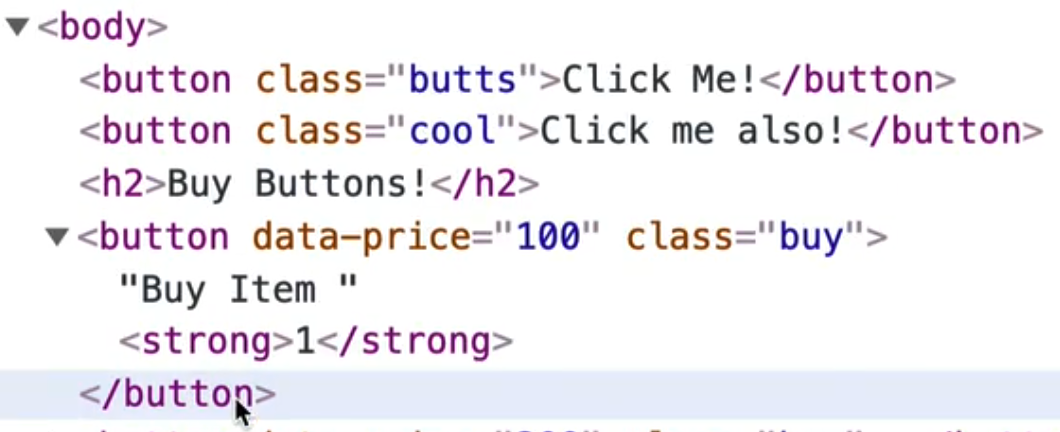 <body>
<button class="butts">Click Me!</button>
<button class="cool">Click me also!</button>
<h2>Buy Buttons!</h2>
<button data-price="100" class="buy">
"Buy Item "
<strong>1</strong>
</button>